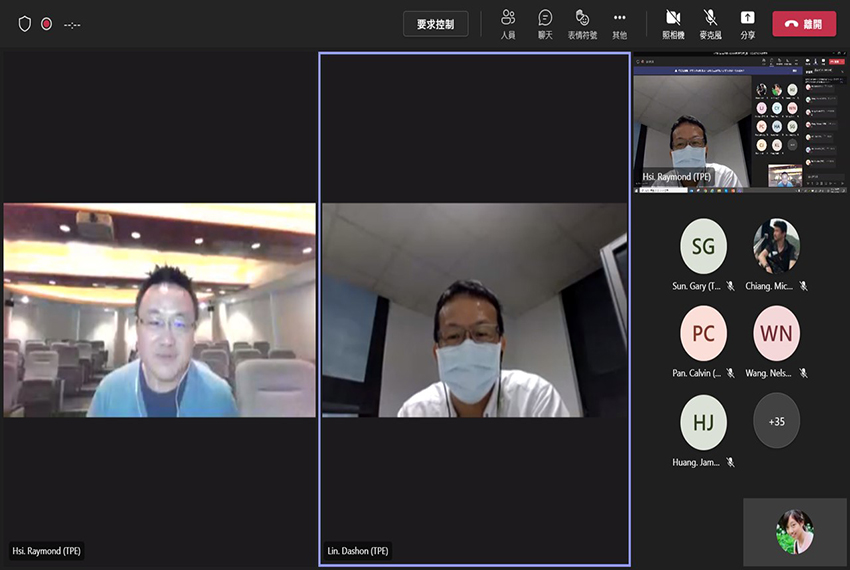 --:--
要求控制
人員
聊天
表情符號
其他
照相機
麥克風
分享
離開
Hsi. Raymond (TPE)
Lin. Dashon (TPE)
Hsi. Raymond (TPE)
SG
Sun. Gary (T...
Chiang. Mic...
PC
Pan. Calvin (...
WN
Wang. Nels...
HJ
Huang. Jam...
+35